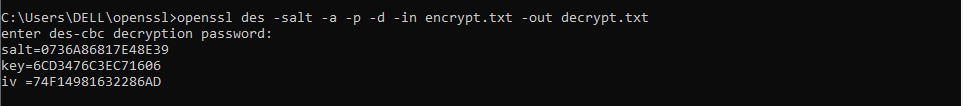 C:\Users\DELL\openssl>openssl des -salt -a -p -d -in encrypt.txt -out decrypt.txt
enter des-cbc decryption password:
salt=0736A86817E48E39
key=6CD3476C3EC71606
iv =74F14981632286AD